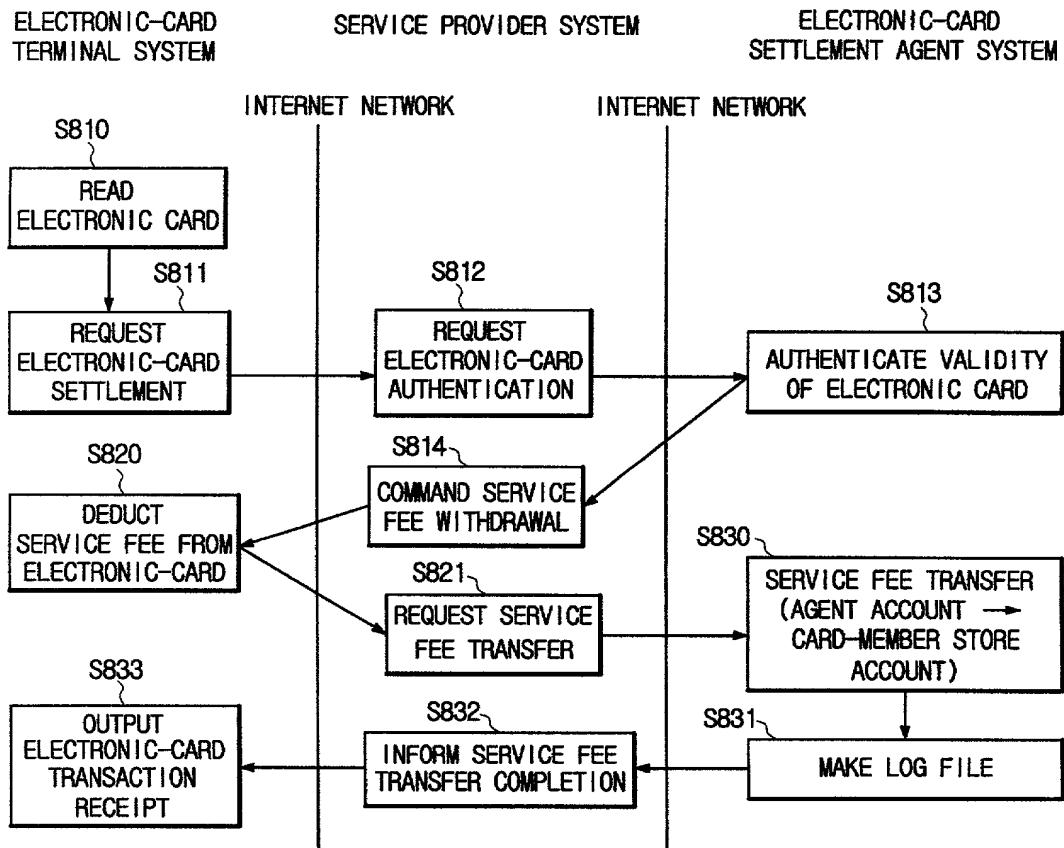 ELECTRONIC-CARD
TERMINAL SYSTEM
SERVICE PROVIDER SYSTEM
ELECTRONIC-CARD
SETTLEMENT AGENT SYSTEM
INTERNET NETWORK
INTERNET NETWORK
S810
READ
ELECTRONIC CARD
S811
REQUEST
ELECTRONIC-CARD
SETTLEMENT
S812
REQUEST
ELECTRONIC-CARD
AUTHENTICATION
S813
AUTHENTICATE VALIDITY
OF ELECTRONIC CARD
S814
COMMAND SERVICE
FEE WITHDRAWAL
S820
DEDUCT
SERVICE FEE FROM
ELECTRONIC-CARD
S821
REQUEST SERVICE
FEE TRANSFER
S830
SERVICE FEE TRANSFER
(AGENT ACCOUNT →
CARD-MEMBER STORE
ACCOUNT)
S831
MAKE LOG FILE
S832
INFORM SERVICE FEE
TRANSFER COMPLETION
S833
OUTPUT
ELECTRONIC-CARD
TRANSACTION
RECEIPT